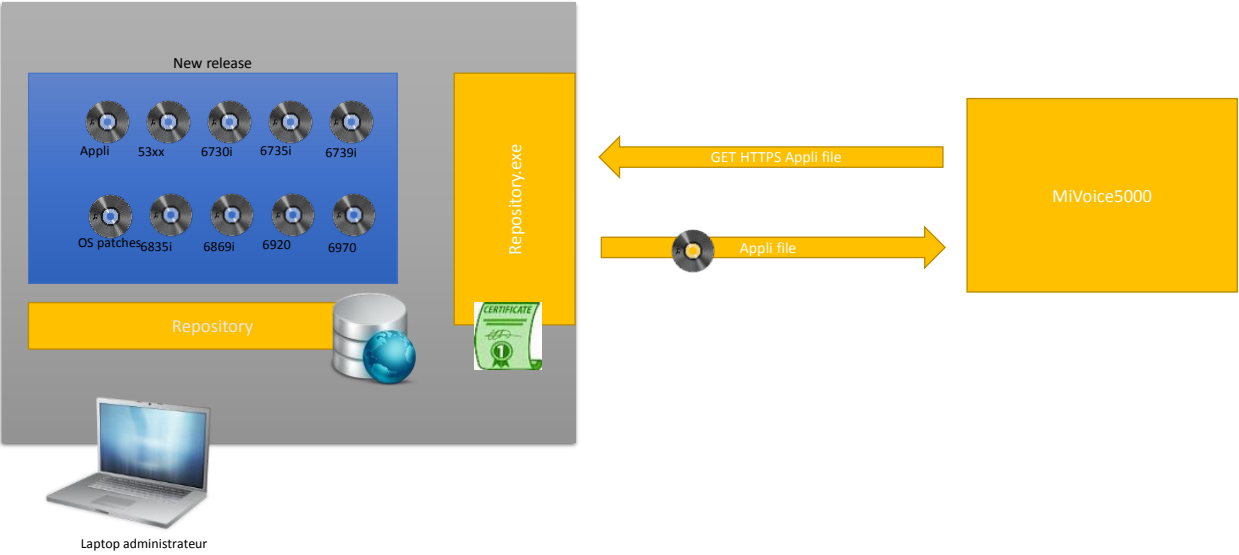 New release
Appli
53xx
6730i
6735i
6739i
OS patches
6835i
6869i
6920
6970
Repository.exe
Repository
CERTIFICATE
1
GET HTTPS Appli file
Appli file
MiVoice5000
Laptop administrateur